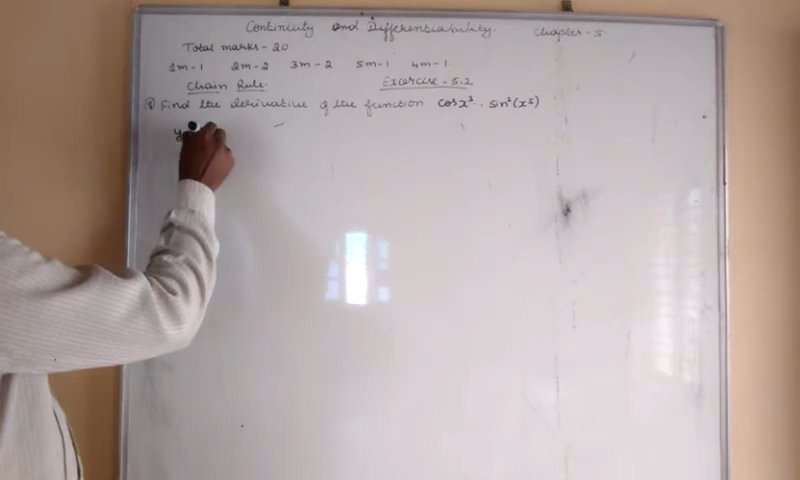 Continuity and Differentiability. Chapter - 5
Total marks - 20
1m - 1 2m - 2 3m - 2 5m - 1 4m - 1
Chain Rule. Exercise - 5.2
Find the derivative of the function cos x³ . sin² (x⁵)
y